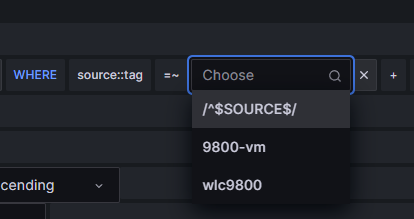 WHERE source::tag =~ Choose × +
/^$SOURCE$/
9800-vm
wlc9800
cending